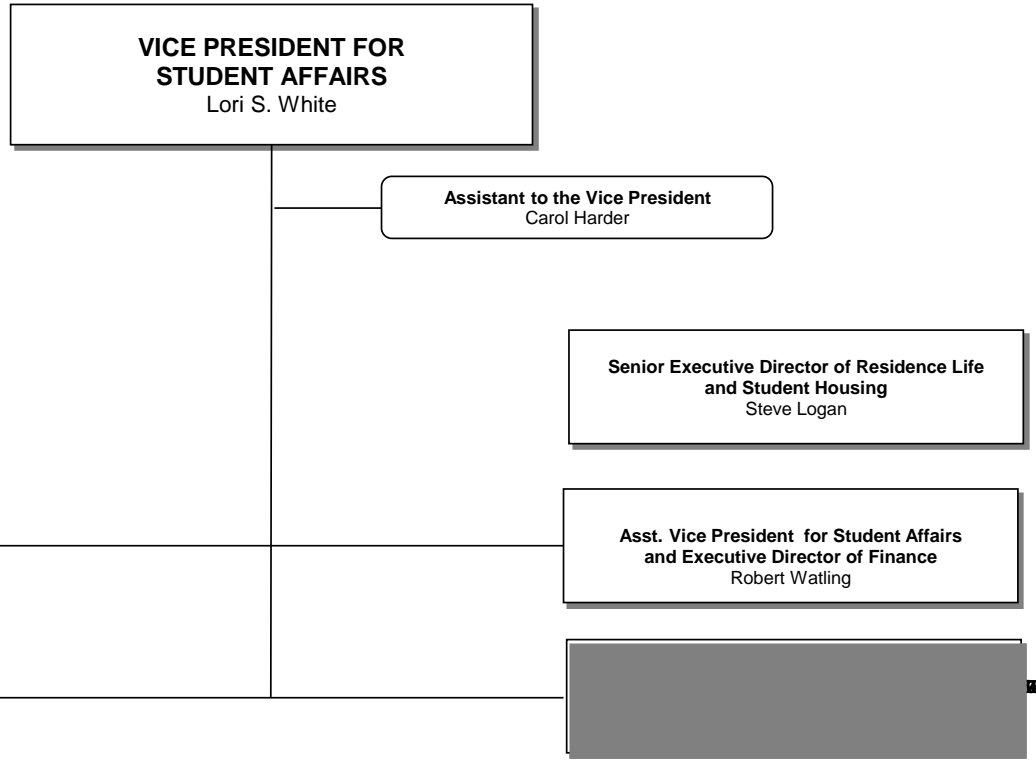 VICE PRESIDENT FOR
STUDENT AFFAIRS
Lori S. White
Assistant to the Vice President
Carol Harder
Senior Executive Director of Residence Life
and Student Housing
Steve Logan
Asst. Vice President for Student Affairs
and Executive Director of Finance
Robert Watling